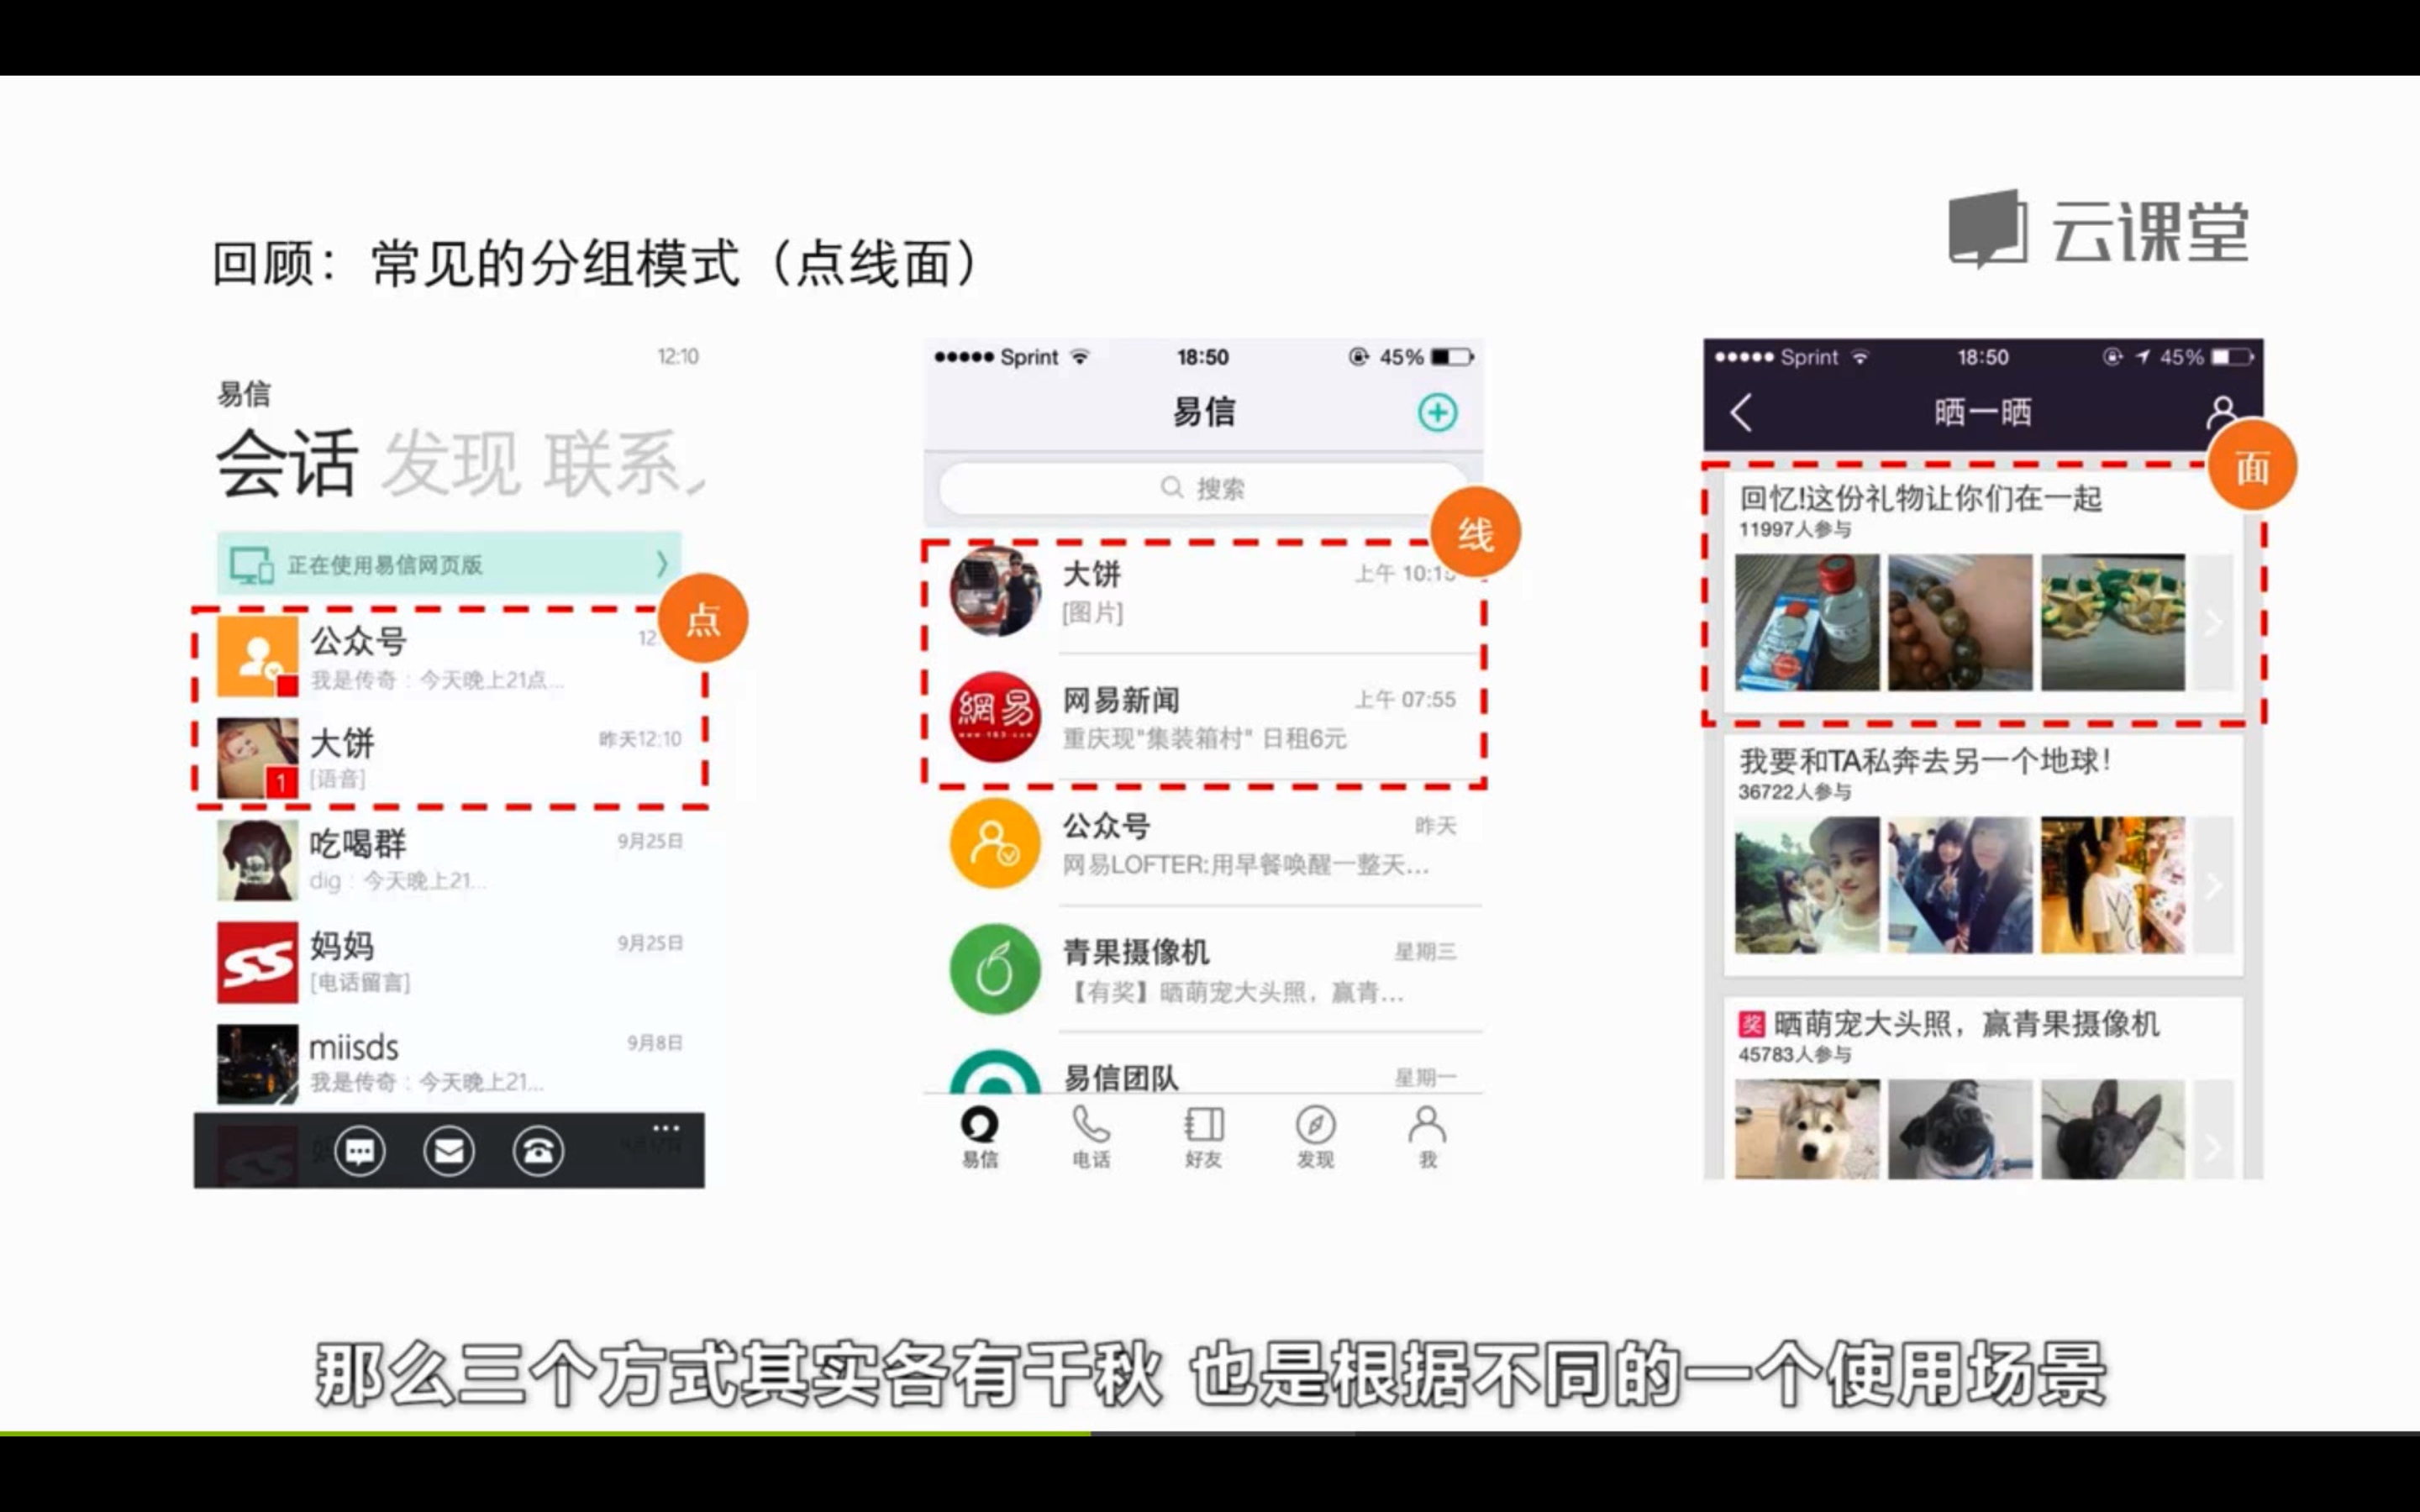 云课堂
回顾：常见的分组模式（点线面）
12:10
易信
会话 发现 联系
正在使用易信网页版
点
公众号 12
我是传奇：今天晚上21点...
大饼 昨天12:10
1
[语音]
吃喝群 9月25日
dig：今天晚上21...
妈妈 9月25日
[电话留言]
miisds 9月8日
我是传奇：今天晚上21...
Sprint 18:50 45%
易信
搜索
线
大饼 上午 10:15
[图片]
網易
www.163.com
网易新闻 上午 07:55
重庆现"集装箱村" 日租6元
公众号 昨天
网易LOFTER:用早餐唤醒一整天...
青果摄像机 星期三
【有奖】晒萌宠大头照，赢青...
易信团队 星期一
易信 电话 好友 发现 我
Sprint 18:50 45%
晒一晒
面
回忆!这份礼物让你们在一起
11997人参与
我要和TA私奔去另一个地球！
36722人参与
奖 晒萌宠大头照，赢青果摄像机
45783人参与
那么三个方式其实各有千秋 也是根据不同的一个使用场景